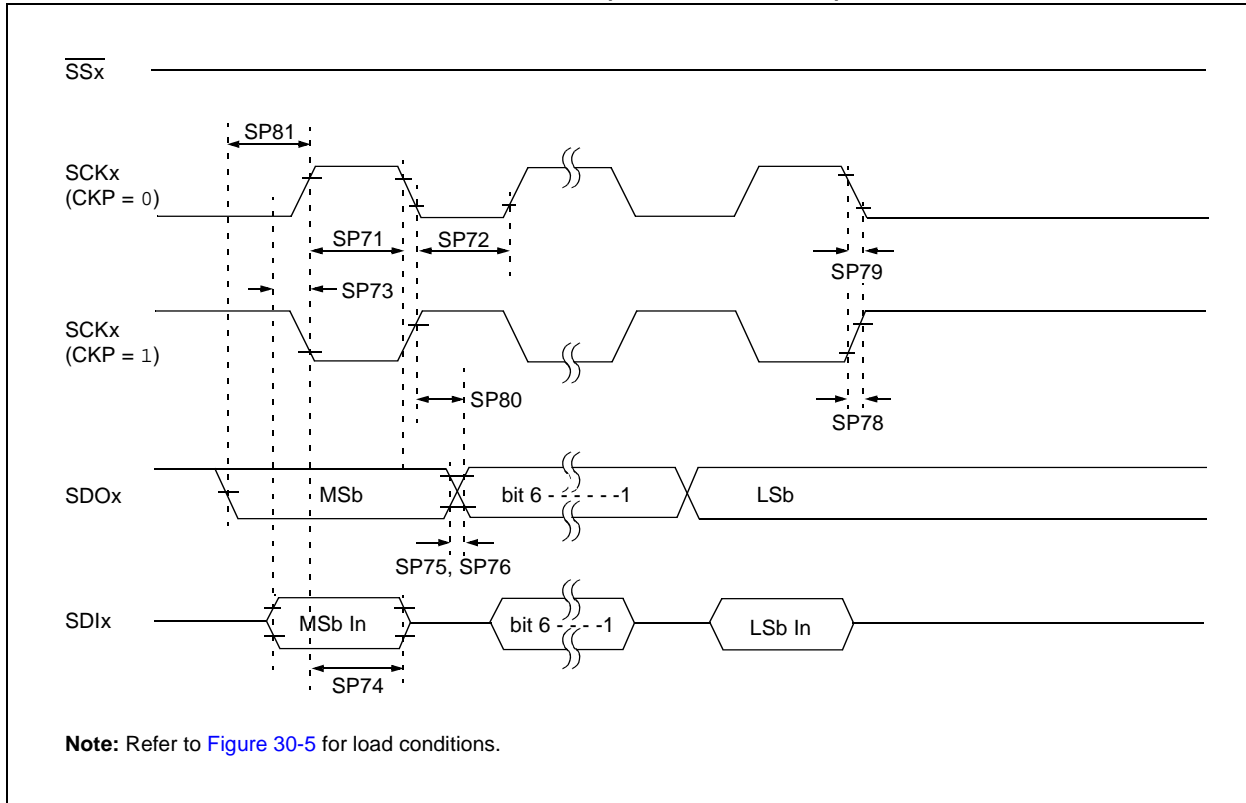 SSx
SP81
SCKx
(CKP = 0)
SP71
SP72
SP79
SP73
SCKx
(CKP = 1)
SP80
SP78
SDOx
MSb
bit 6 - - - - - -1
LSb
SP75, SP76
SDIx
MSb In
bit 6 - - - -1
LSb In
SP74
Note: Refer to Figure 30-5 for load conditions.